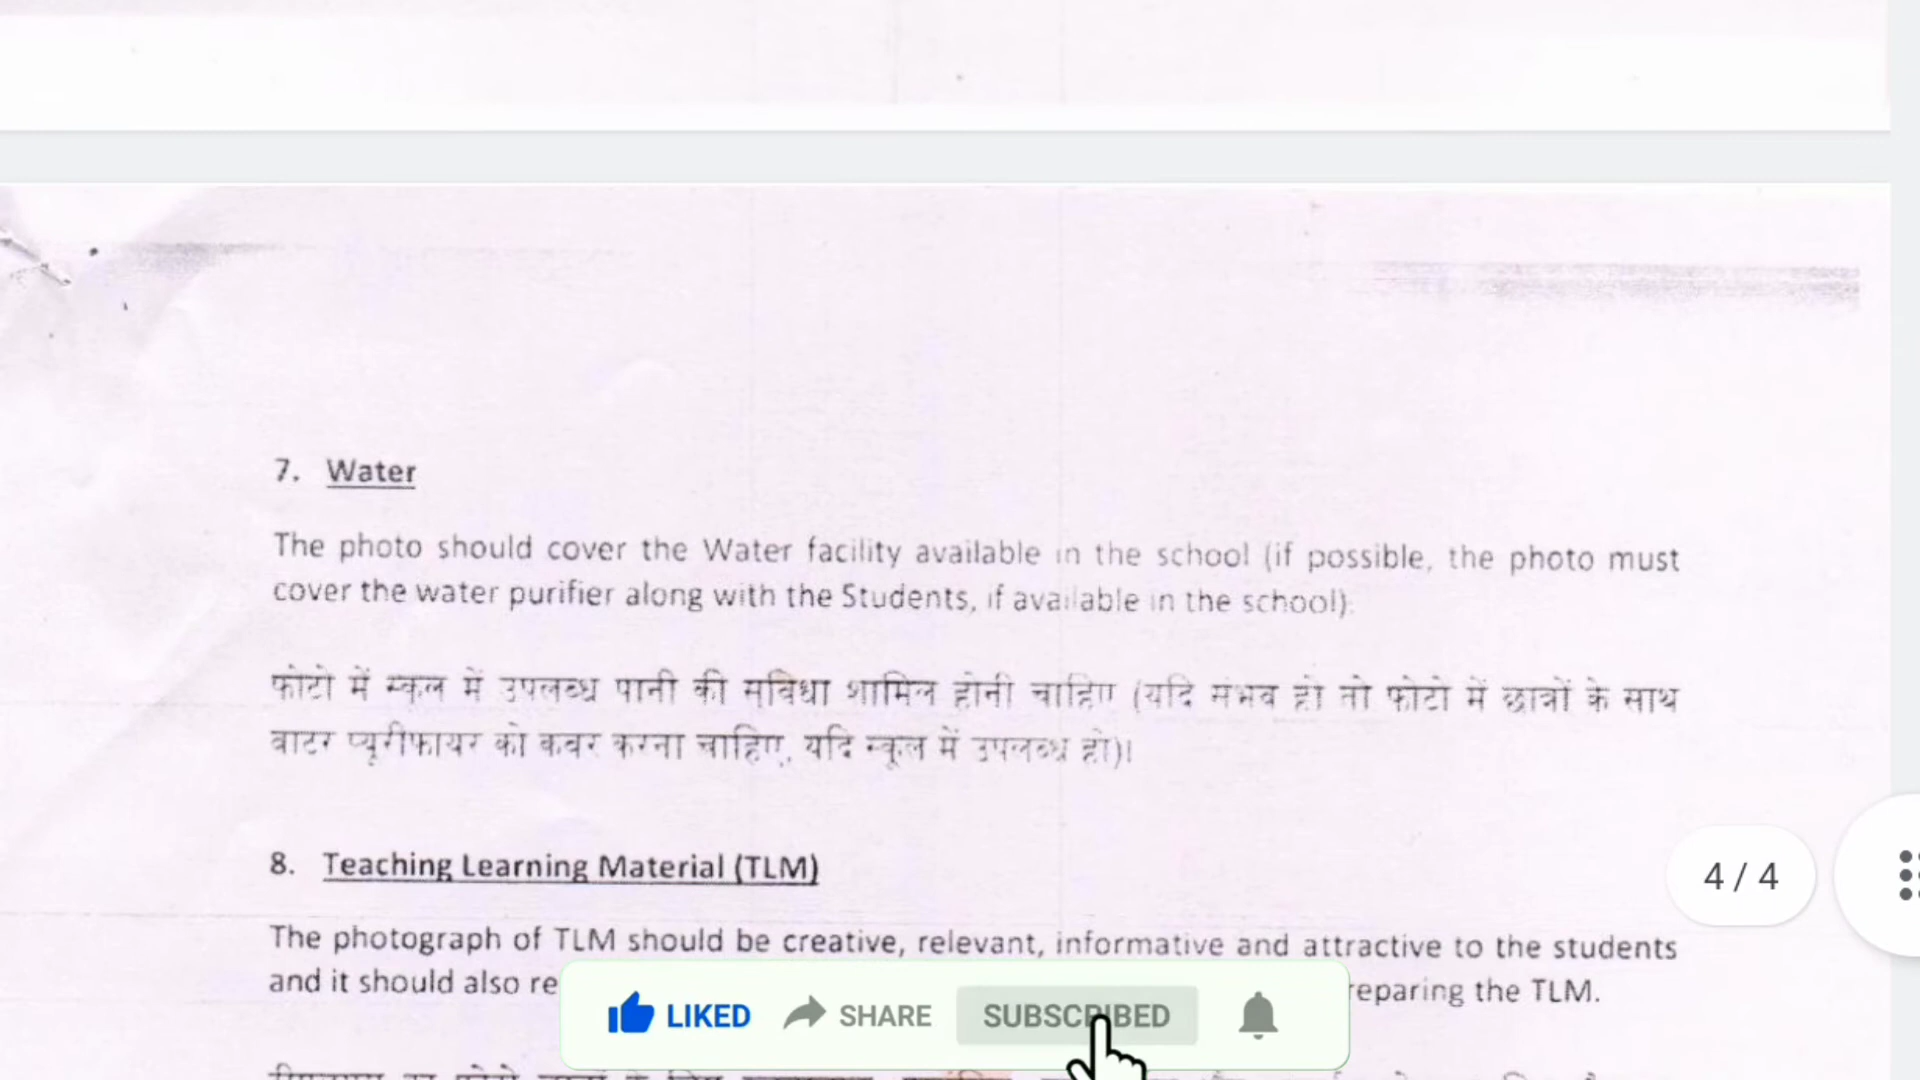 7. Water
The photo should cover the Water facility available in the school (if possible, the photo must
cover the water purifier along with the Students, if available in the school).
फोटो में स्कूल में उपलब्ध पानी की सुविधा शामिल होनी चाहिए (यदि संभव हो तो फोटो में छात्रों के साथ
वाटर प्यूरीफायर को कवर करना चाहिए, यदि स्कूल में उपलब्ध हो)।
8. Teaching Learning Material (TLM)
4 / 4
The photograph of TLM should be creative, relevant, informative and attractive to the students
and it should also re reparing the TLM.
LIKED SHARE SUBSCRIBED